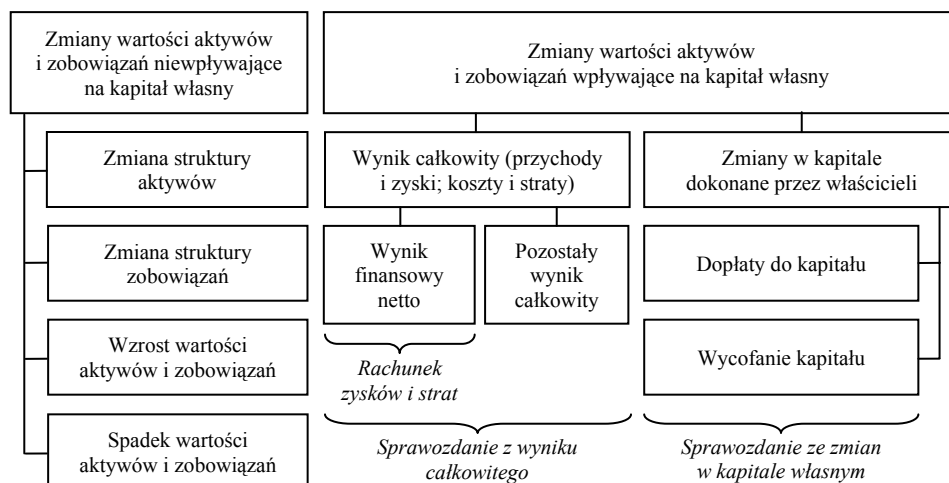 Zmiany wartości aktywów
i zobowiązań niewpływające
na kapitał własny
Zmiany wartości aktywów
i zobowiązań wpływające na kapitał własny
Zmiana struktury
aktywów
Wynik całkowity (przychody
i zyski; koszty i straty)
Zmiany w kapitale
dokonane przez właścicieli
Zmiana struktury
zobowiązań
Wynik
finansowy
netto
Pozostały
wynik
całkowity
Dopłaty do kapitału
Wzrost wartości
aktywów i zobowiązań
Rachunek
zysków i strat
Wycofanie kapitału
Spadek wartości
aktywów i zobowiązań
Sprawozdanie z wyniku
całkowitego
Sprawozdanie ze zmian
w kapitale własnym